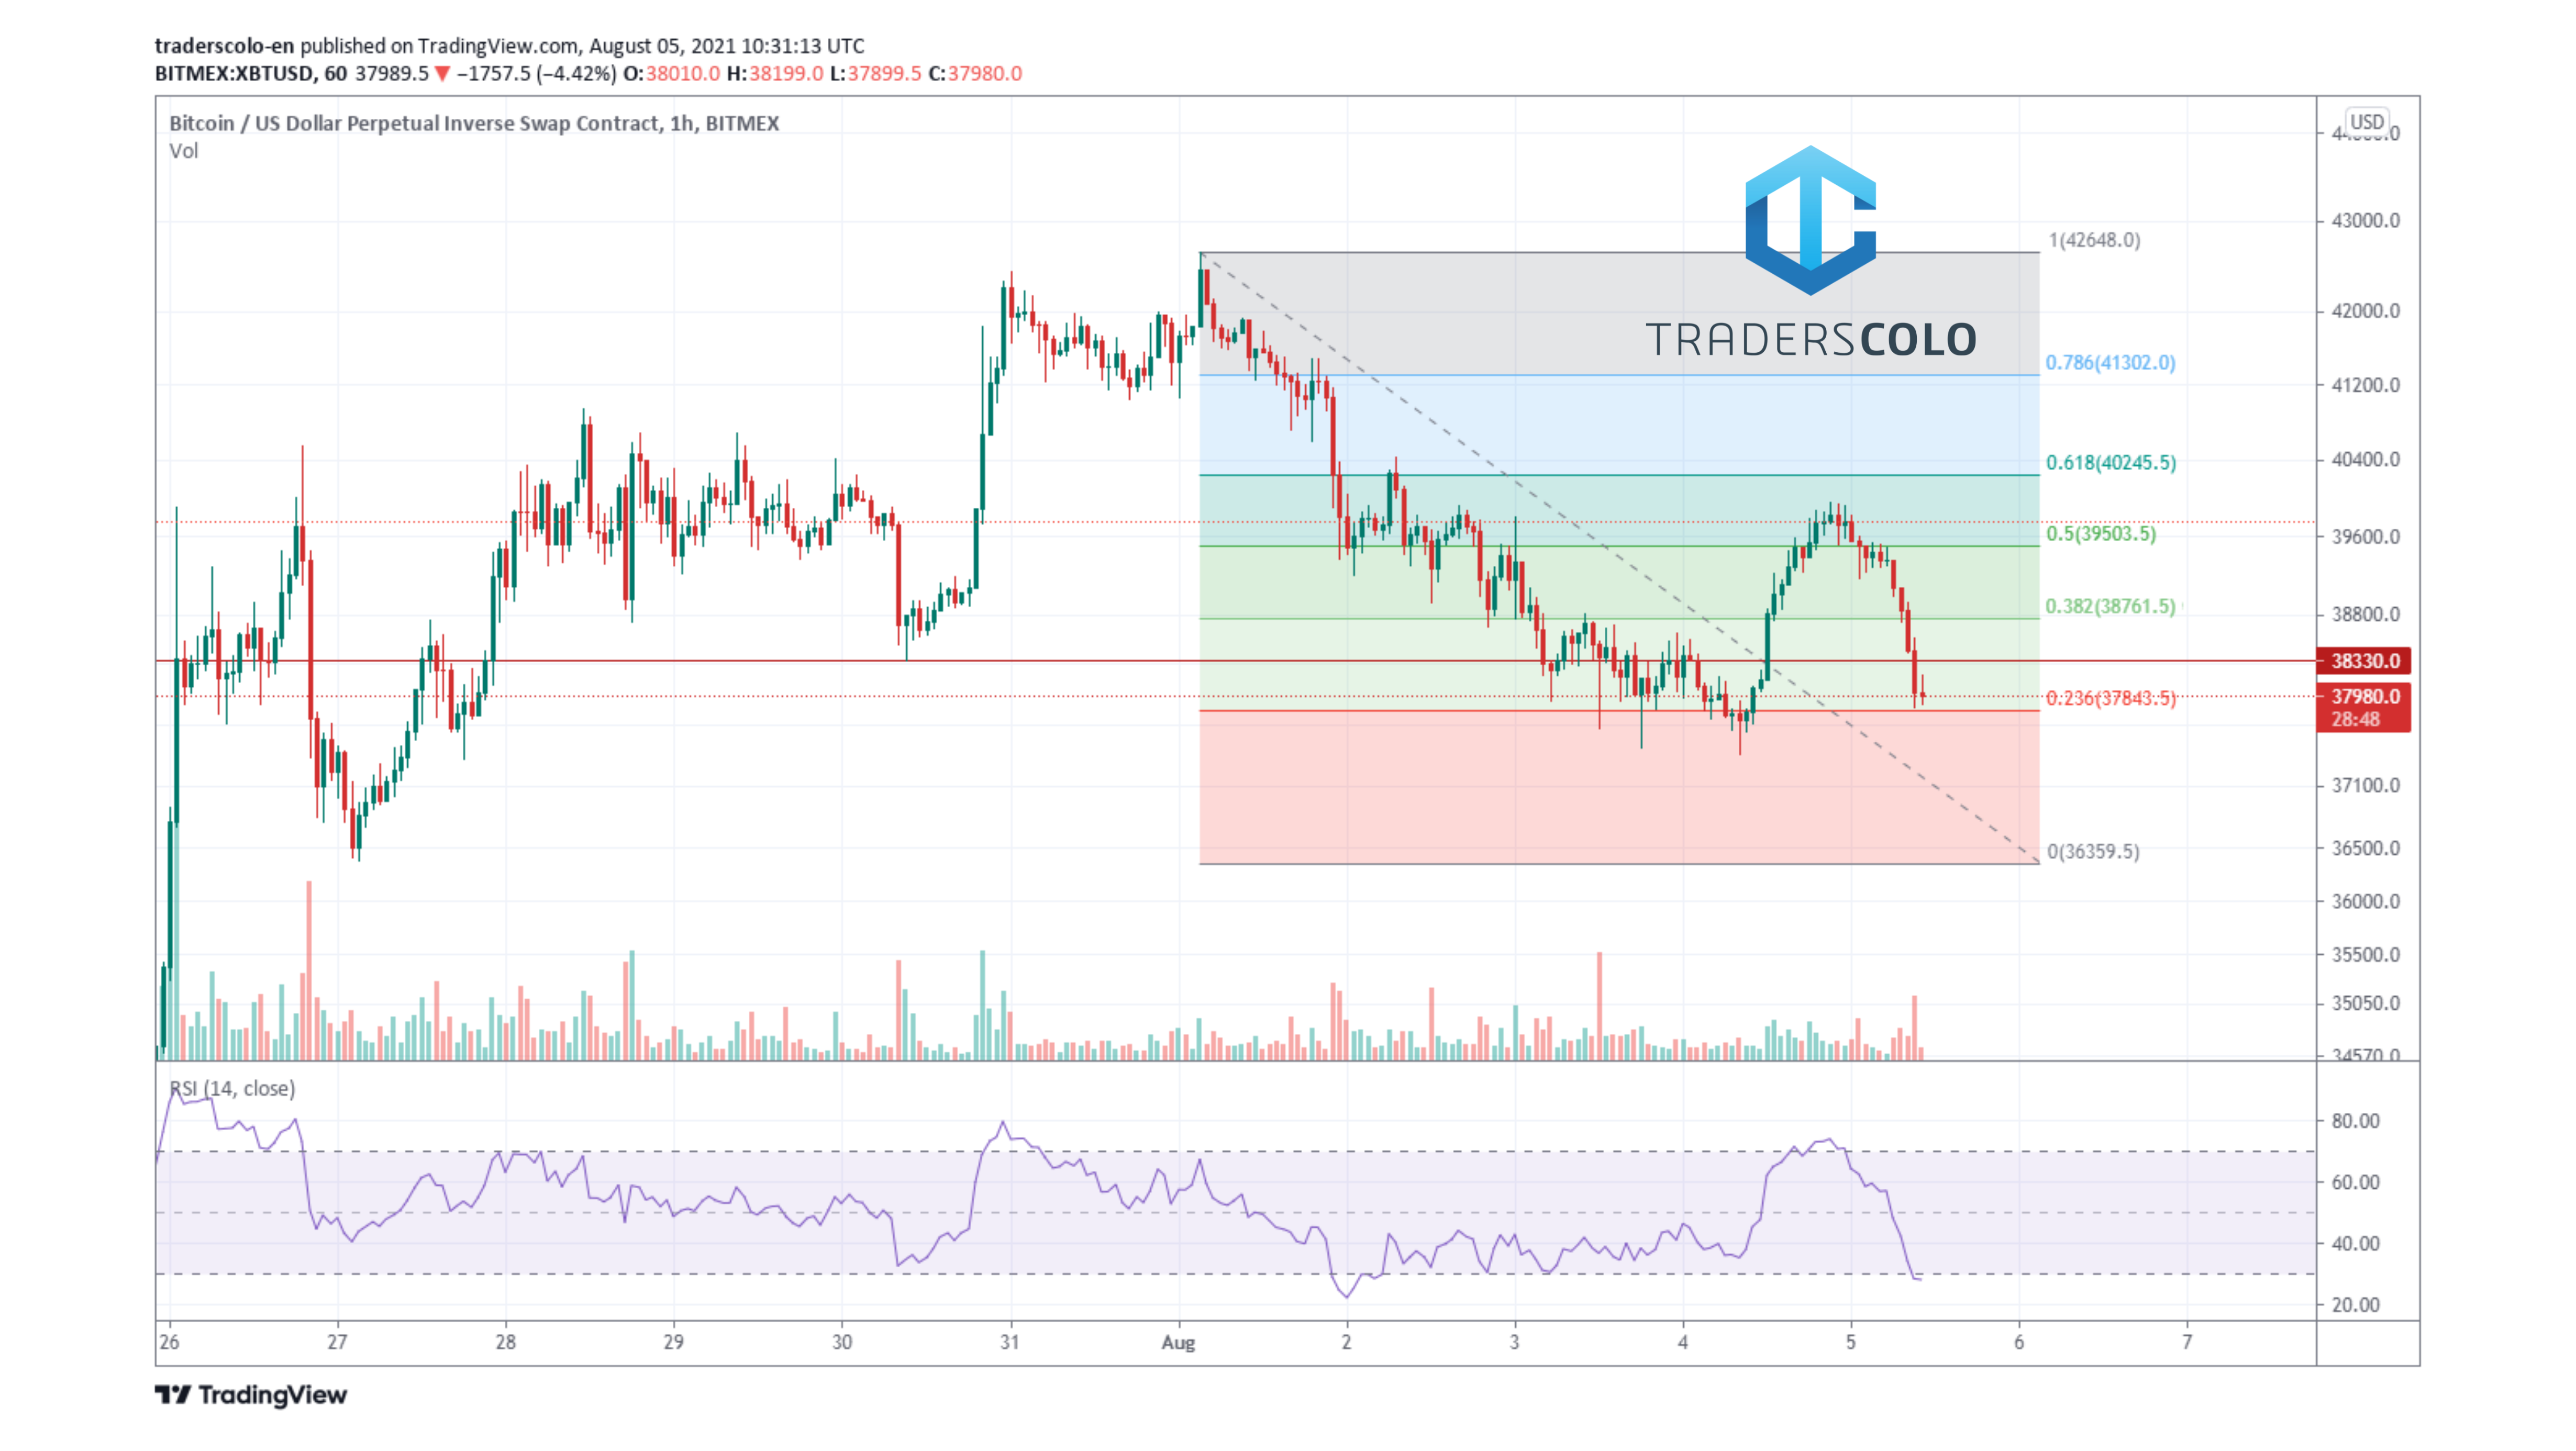 traderscolo-en published on TradingView.com, August 05, 2021 10:31:13 UTC
BITMEX:XBTUSD, 60 37989.5 ▼ −1757.5 (−4.42%) O:38010.0 H:38199.0 L:37899.5 C:37980.0
Bitcoin / US Dollar Perpetual Inverse Swap Contract, 1h, BITMEX
Vol
USD
43000.0
1(42648.0)
42000.0
TRADERSCOLO
0.786(41302.0)
41200.0
40400.0
0.618(40245.5)
39600.0
0.5(39503.5)
38800.0
0.382(38761.5)
38330.0
37980.0
0.236(37843.5)
28:48
37100.0
36500.0
0(36359.5)
36000.0
35500.0
35050.0
34570.0
RSI (14, close)
80.00
60.00
40.00
20.00
26 27 28 29 30 31 Aug 2 3 4 5 6 7
TradingView